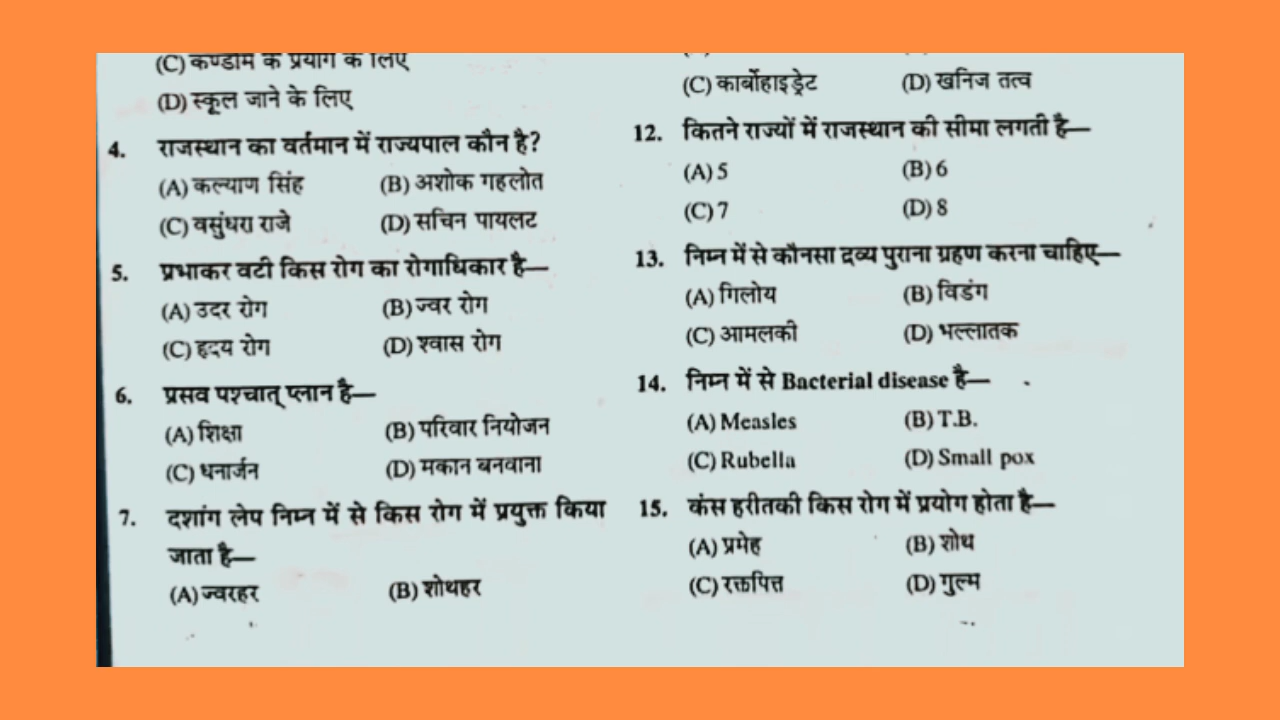 (C) कण्डोम के प्रयोग के लिए
(D) स्कूल जाने के लिए
4. राजस्थान का वर्तमान में राज्यपाल कौन है?
(A) कल्याण सिंह (B) अशोक गहलोत
(C) वसुंधरा राजे (D) सचिन पायलट
5. प्रभाकर वटी किस रोग का रोगाधिकार है—
(A) उदर रोग (B) ज्वर रोग
(C) हृदय रोग (D) श्वास रोग
6. प्रसव पश्चात् प्लान है—
(A) शिक्षा (B) परिवार नियोजन
(C) धनार्जन (D) मकान बनवाना
7. दशांग लेप निम्न में से किस रोग में प्रयुक्त किया
जाता है—
(A) ज्वरहर (B) शोथहर
(C) कार्बोहाइड्रेट (D) खनिज तत्व
12. कितने राज्यों में राजस्थान की सीमा लगती है—
(A) 5 (B) 6
(C) 7 (D) 8
13. निम्न में से कौनसा द्रव्य पुराना ग्रहण करना चाहिए—
(A) गिलोय (B) विडंग
(C) आमलकी (D) भल्लातक
14. निम्न में से Bacterial disease है—
(A) Measles (B) T.B.
(C) Rubella (D) Small pox
15. कंस हरीतकी किस रोग में प्रयोग होता है—
(A) प्रमेह (B) शोथ
(C) रक्तपित्त (D) गुल्म